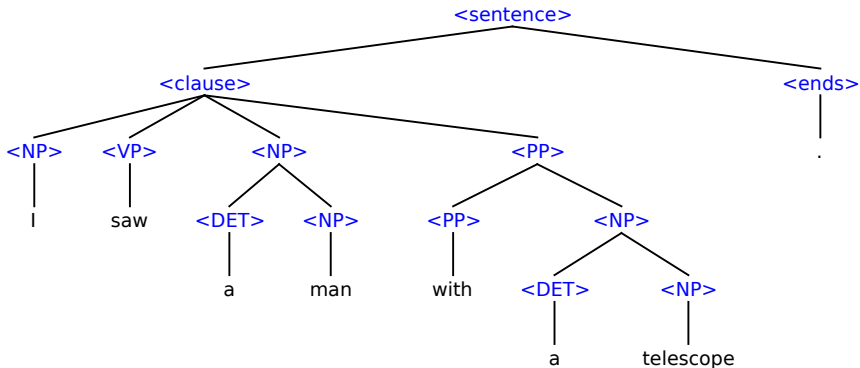 <sentence>
<clause> <ends>
<NP> <VP> <NP> <PP> .
I saw <DET> <NP> <PP> <NP>
a man with <DET> <NP>
a telescope